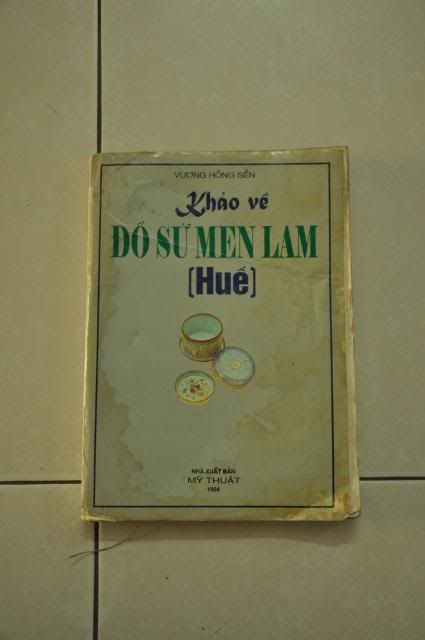 VƯƠNG HỒNG SỂN
Khảo về
ĐỒ SỨ MEN LAM
(Huế)
NHÀ XUẤT BẢN
MỸ THUẬT
1994